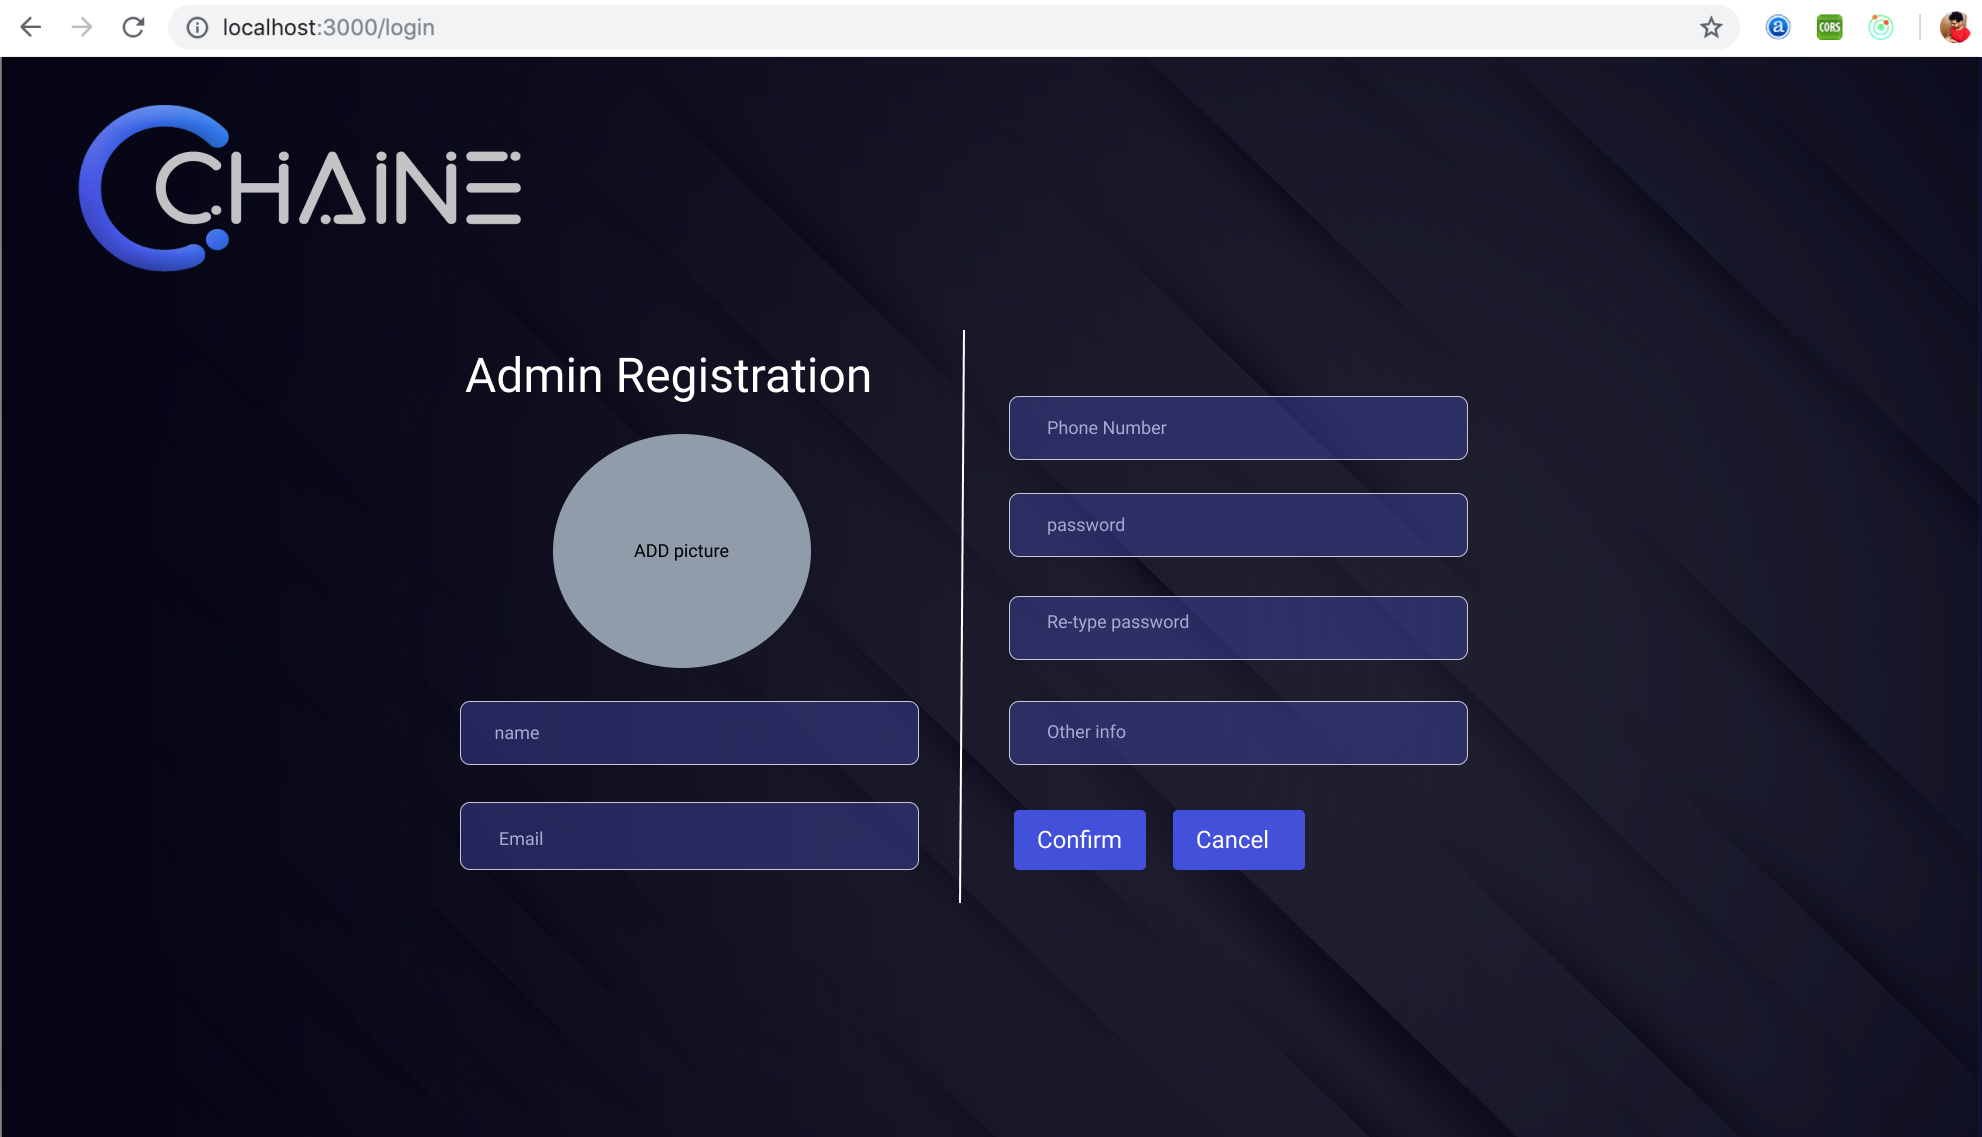 localhost:3000/login
a
CORS
CHAINE
Admin Registration
ADD picture
name
Email
Phone Number
password
Re-type password
Other info
Confirm
Cancel